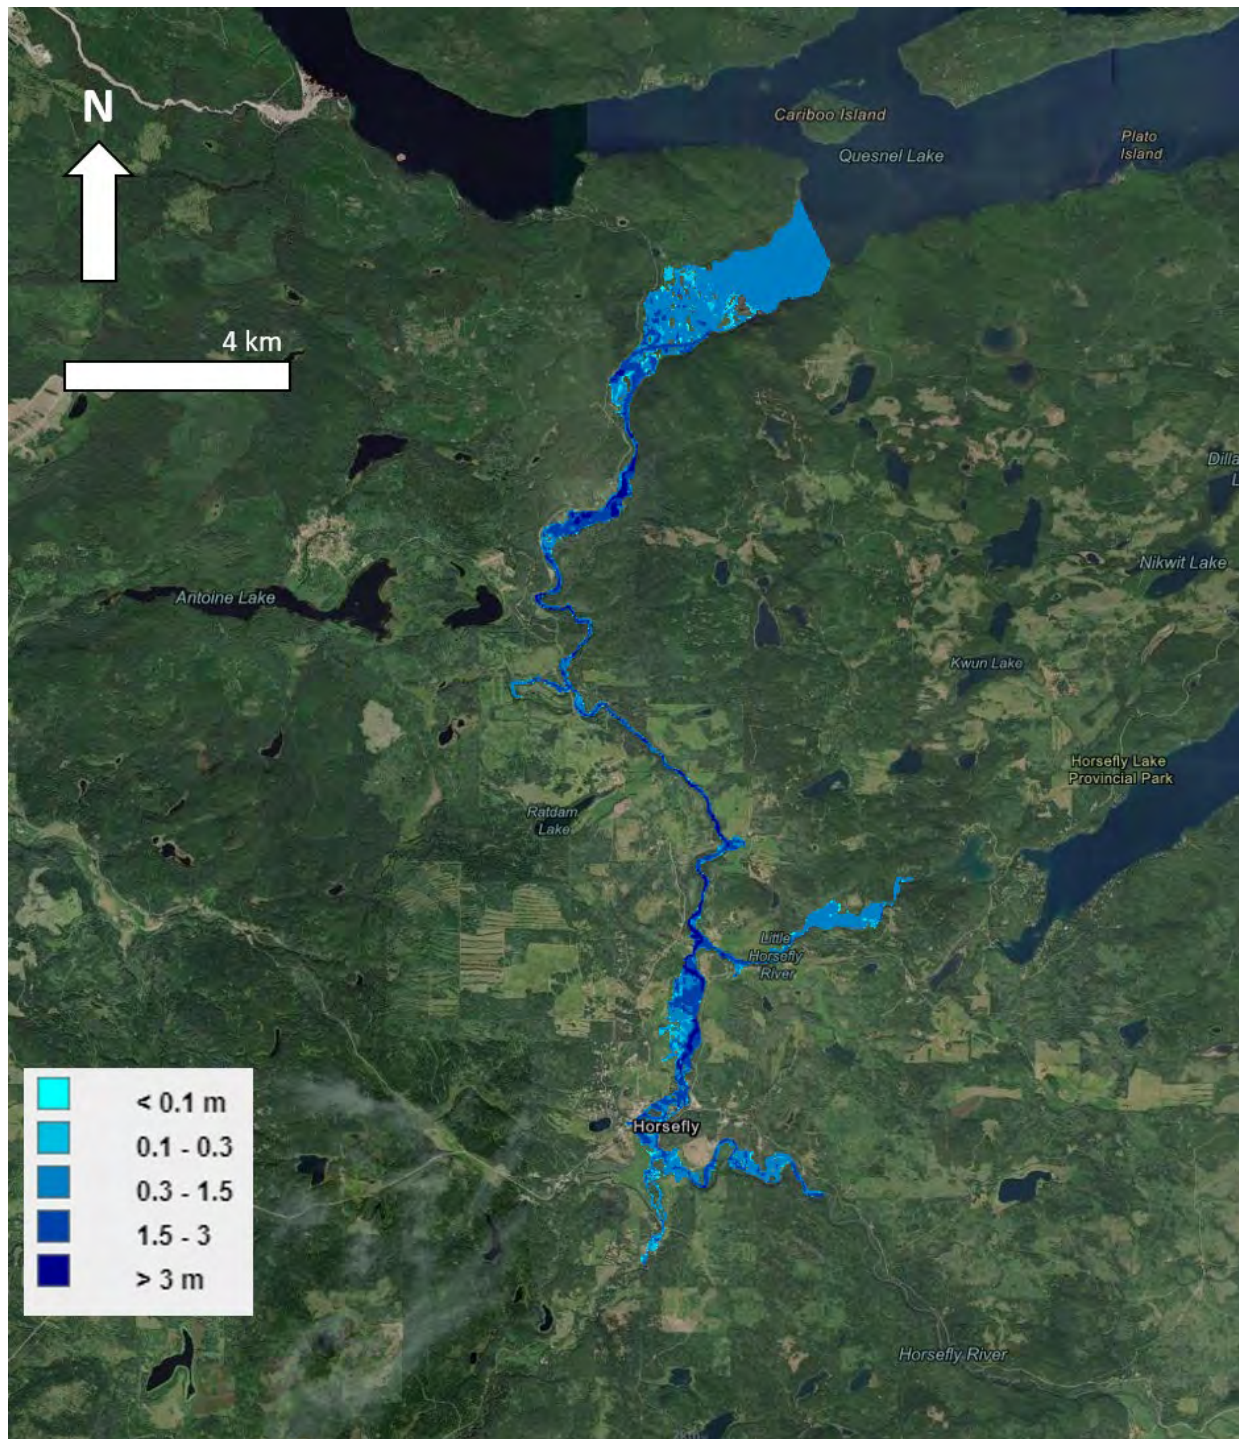 Cariboo Island
N
Plato
Island
Quesnel Lake
4 km
Nikwit Lake
Antoine Lake
Kwun Lake
Horsefly Lake
Provincial Park
Ratdam
Lake
Little
Horsefly
River
< 0.1 m
Horsefly
0.1 - 0.3
0.3 - 1.5
1.5 - 3
> 3 m
Horsefly River